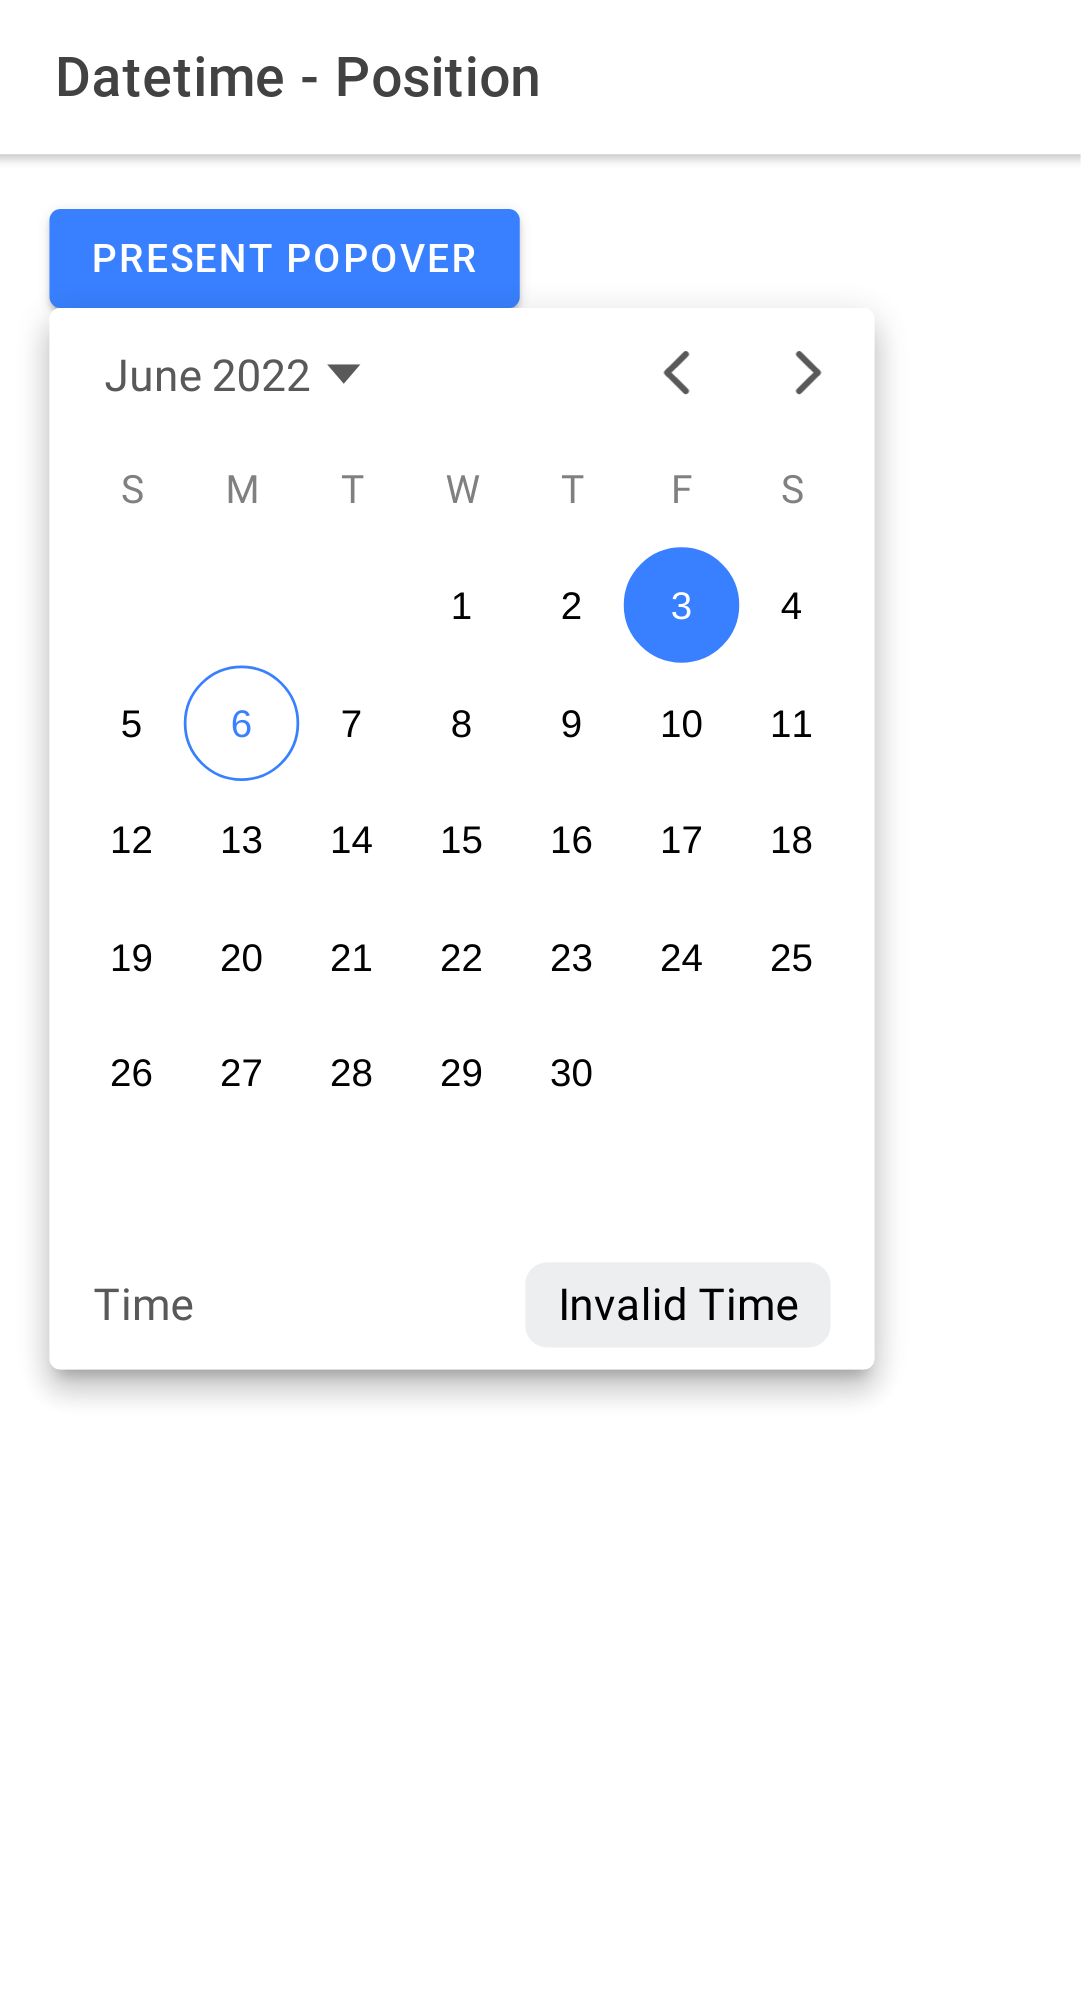 Datetime - Position
PRESENT POPOVER
June 2022
S M T W T F S
1 2 3 4
5 6 7 8 9 10 11
12 13 14 15 16 17 18
19 20 21 22 23 24 25
26 27 28 29 30
Time Invalid Time